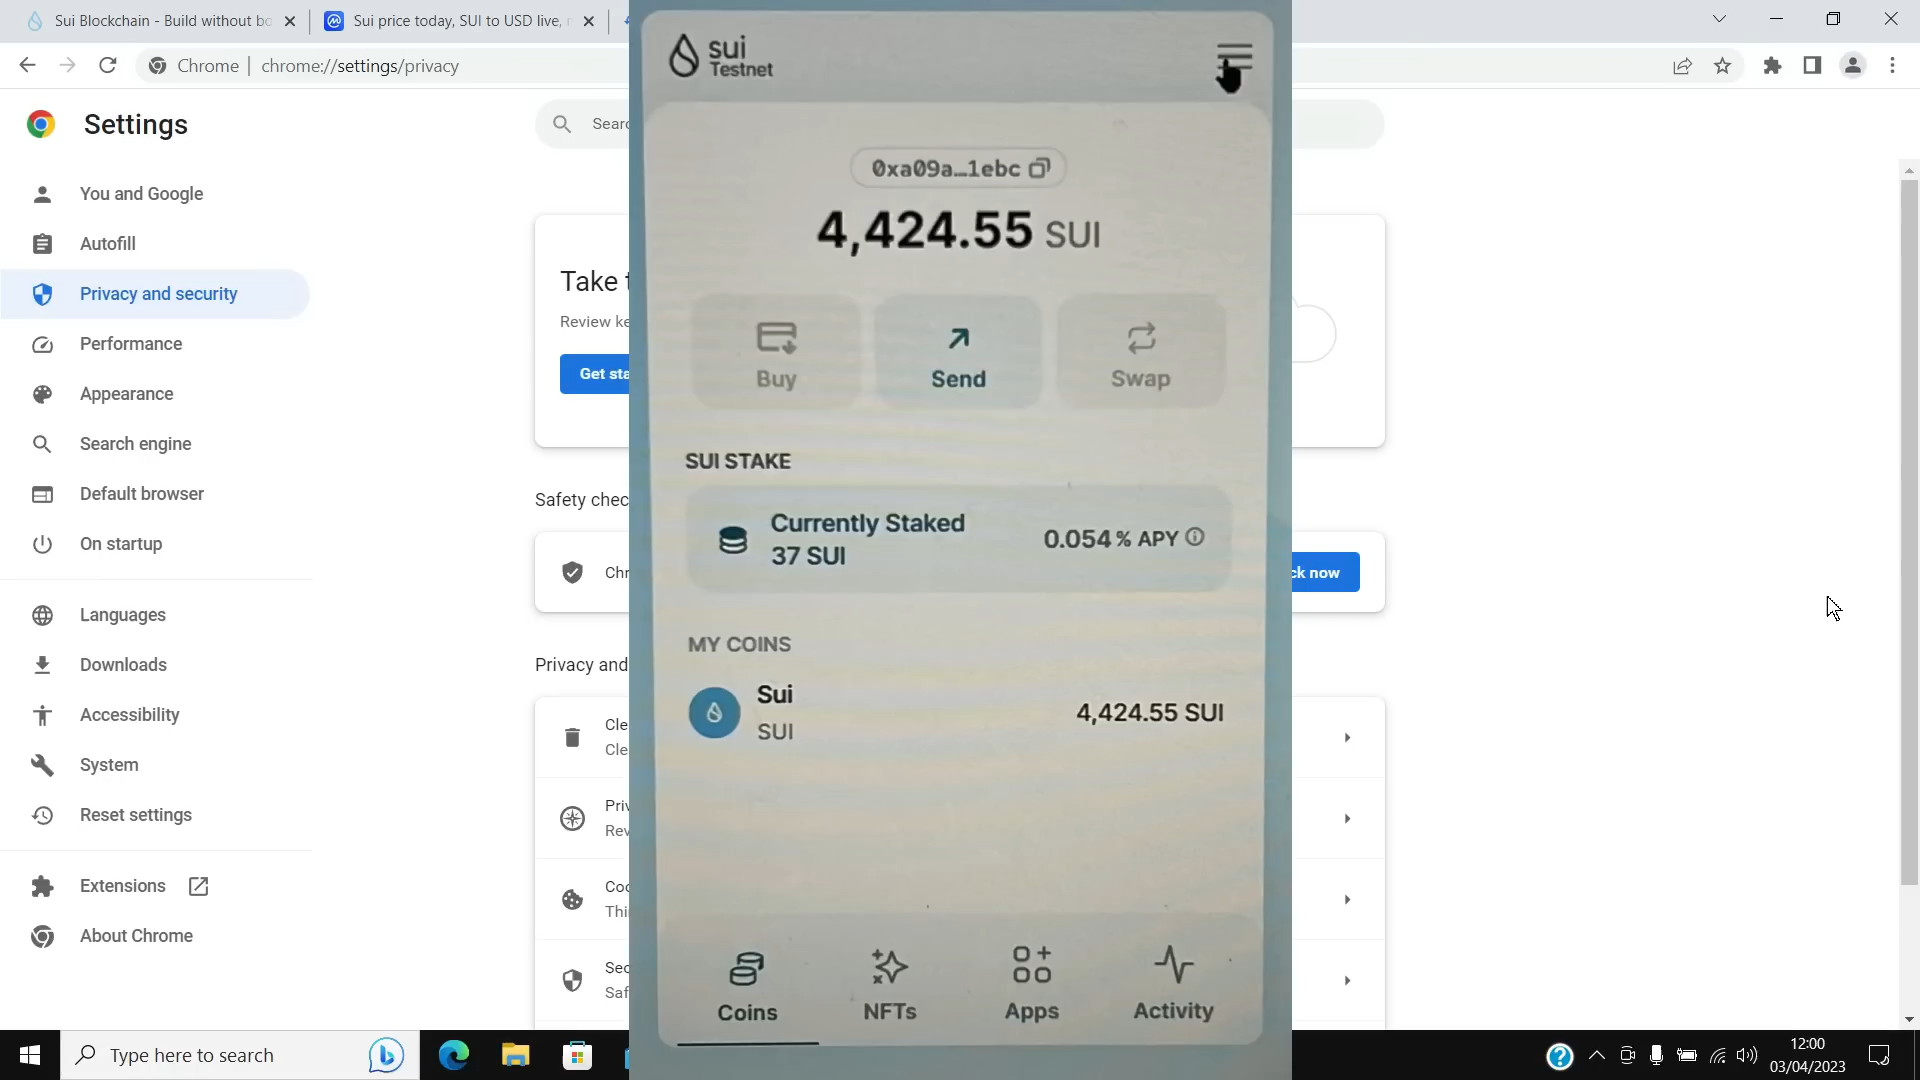 Sui Blockchain - Build without bo
Sui price today, SUI to USD live,
Chrome | chrome://settings/privacy
Settings
Sear
You and Google
Autofill
Privacy and security
Performance
Appearance
Search engine
Default browser
On startup
Languages
Downloads
Accessibility
System
Reset settings
Extensions
About Chrome
Take t
Review ke
Get sta
Safety chec
Chr
ck now
Privacy and
Cle
Cle
Priv
Rev
Coo
Thi
Sec
Saf
sui
Testnet
0xa09a…1ebc
4,424.55 SUI
Buy
Send
Swap
SUI STAKE
Currently Staked
37 SUI
0.054 % APY
MY COINS
Sui
SUI
4,424.55 SUI
Coins
NFTs
Apps
Activity
Type here to search
12:00
03/04/2023